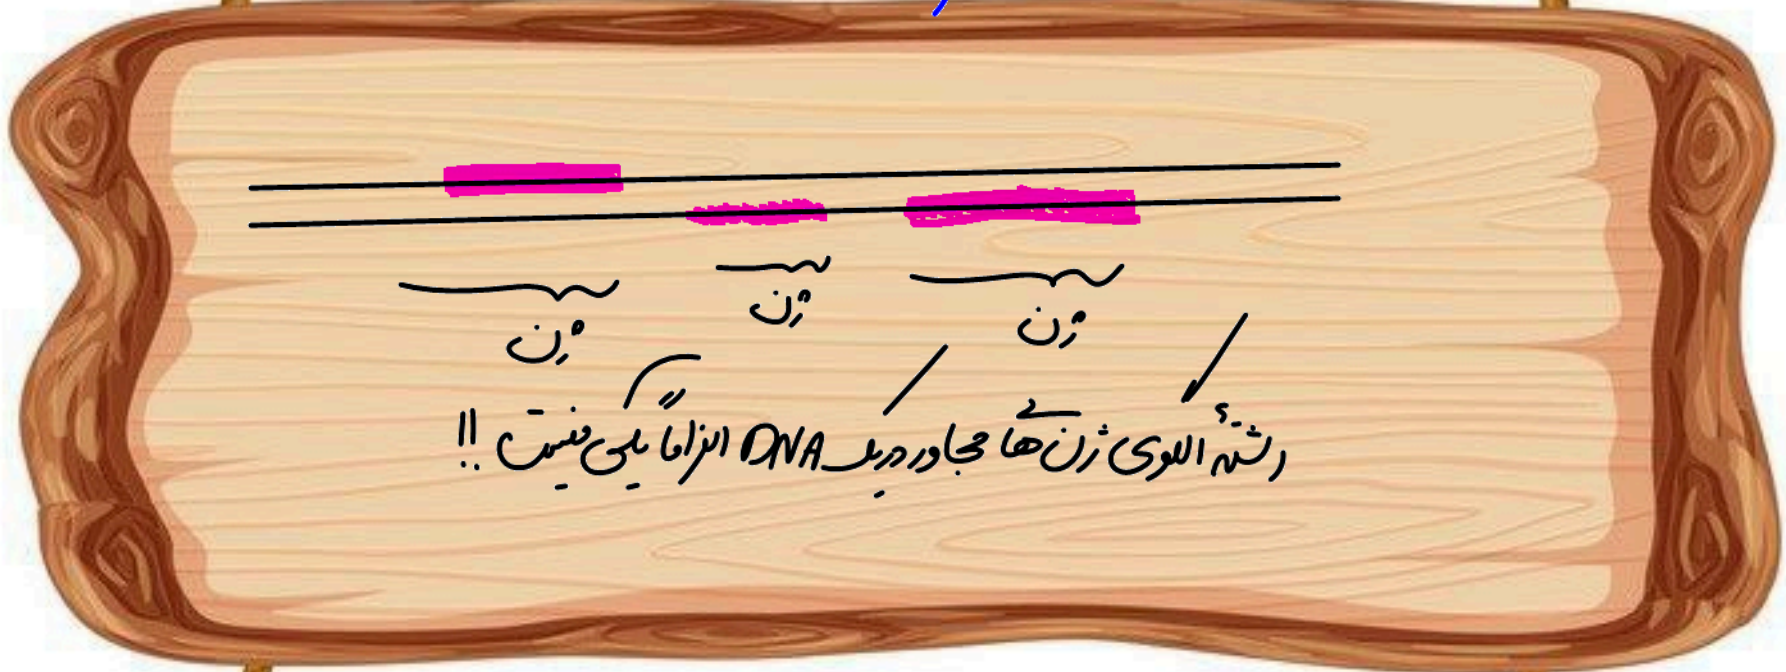 ژن ژن ژن
رشتهٔ الگوی ژن های مجاور در یک DNA الزاماً یکی نیست !!